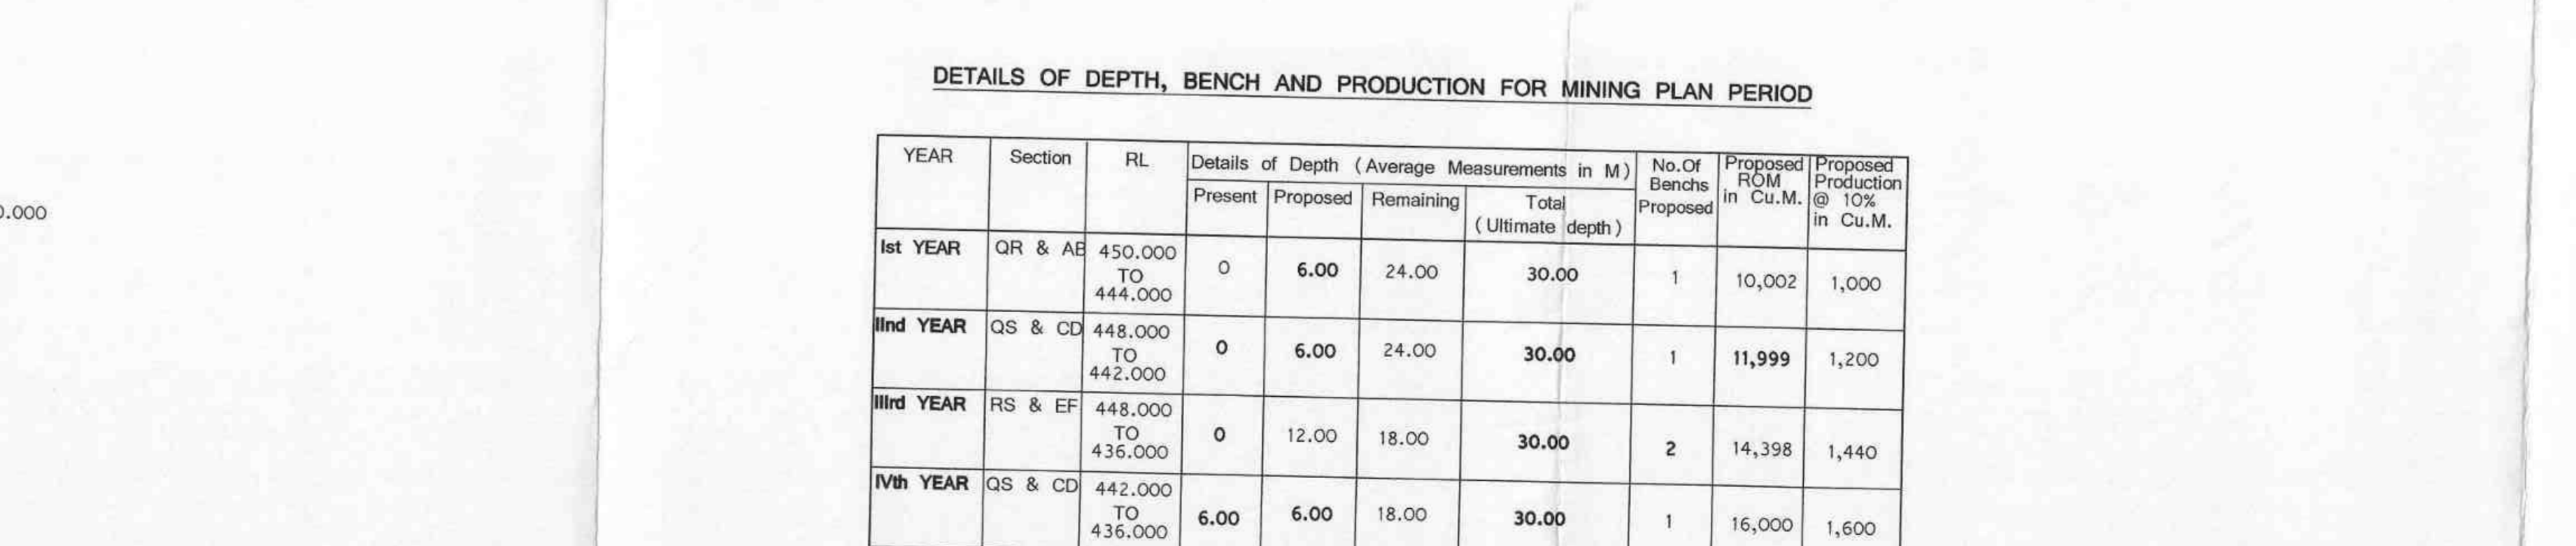 DETAILS OF DEPTH, BENCH AND PRODUCTION FOR MINING PLAN PERIOD
YEAR Section RL Details of Depth (Average Measurements in M) No.Of Benchs Proposed Proposed ROM in Cu.M. Proposed Production @ 10% in Cu.M.
Present Proposed Remaining Total (Ultimate depth)
Ist YEAR QR & AB 450.000 TO 444.000 0 6.00 24.00 30.00 1 10,002 1,000
IInd YEAR QS & CD 448.000 TO 442.000 0 6.00 24.00 30.00 1 11,999 1,200
IIIrd YEAR RS & EF 448.000 TO 436.000 0 12.00 18.00 30.00 2 14,398 1,440
IVth YEAR QS & CD 442.000 TO 436.000 6.00 6.00 18.00 30.00 1 16,000 1,600